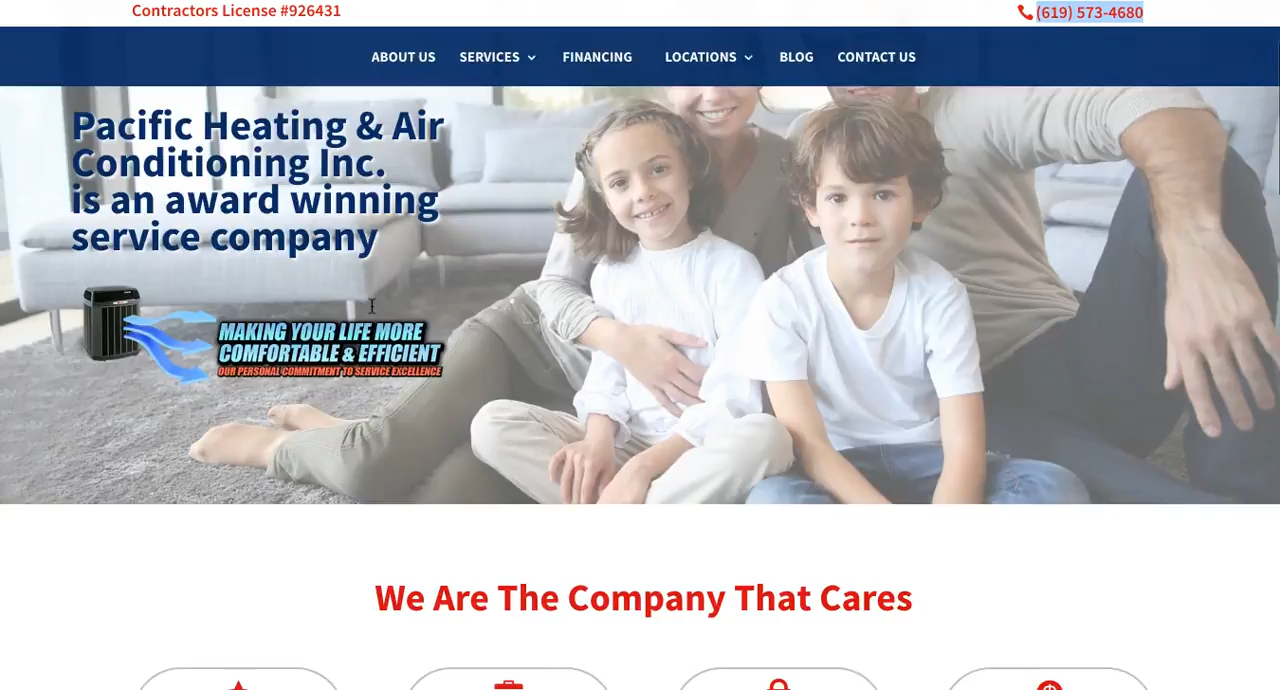 Contractors License #926431
(619) 573-4680
ABOUT US SERVICES FINANCING LOCATIONS BLOG CONTACT US
Pacific Heating & Air
Conditioning Inc.
is an award winning
service company
MAKING YOUR LIFE MORE
COMFORTABLE & EFFICIENT
OUR PERSONAL COMMITMENT TO SERVICE EXCELLENCE
We Are The Company That Cares